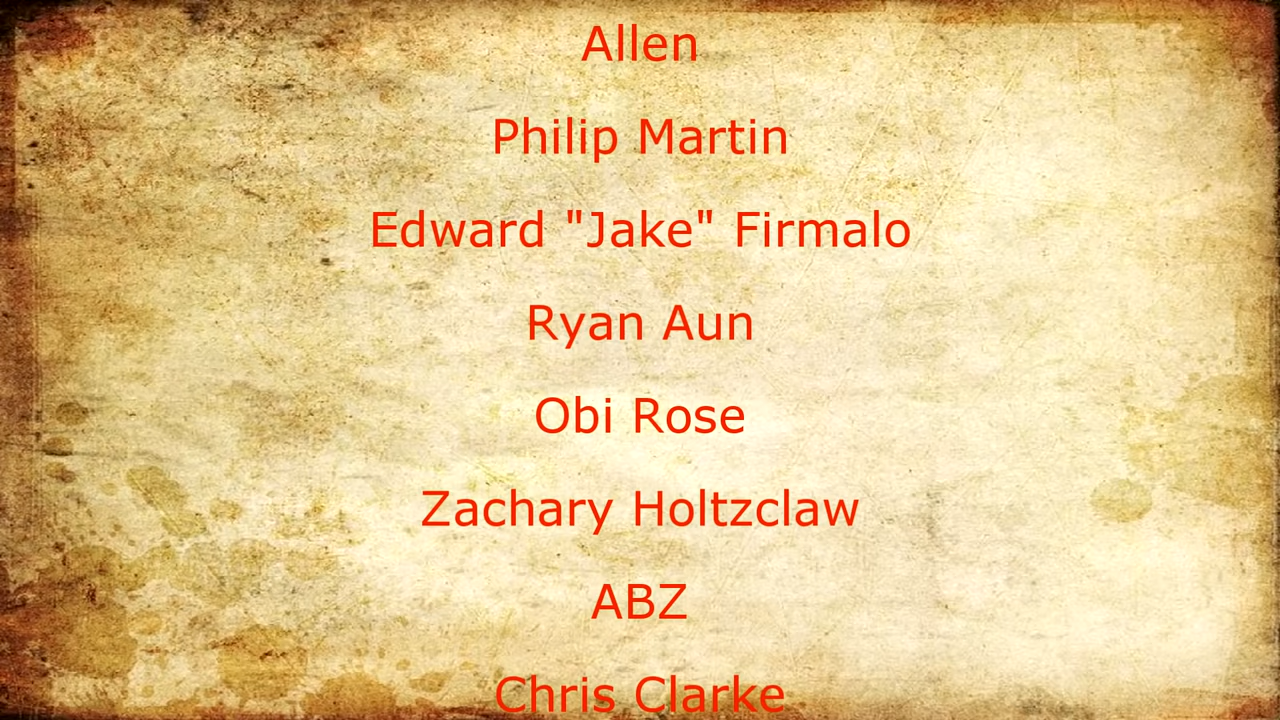 Allen
Philip Martin
Edward "Jake" Firmalo
Ryan Aun
Obi Rose
Zachary Holtzclaw
ABZ
Chris Clarke